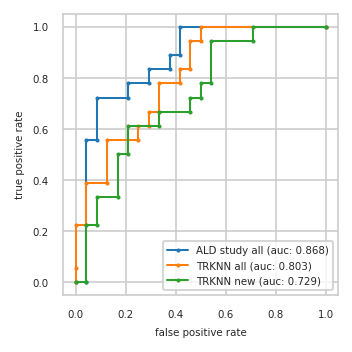 1.0
0.8
0.6
0.4
0.2
0.0
true positive rate
ALD study all (auc: 0.868)
TRKNN all (auc: 0.803)
TRKNN new (auc: 0.729)
0.0 0.2 0.4 0.6 0.8 1.0
false positive rate